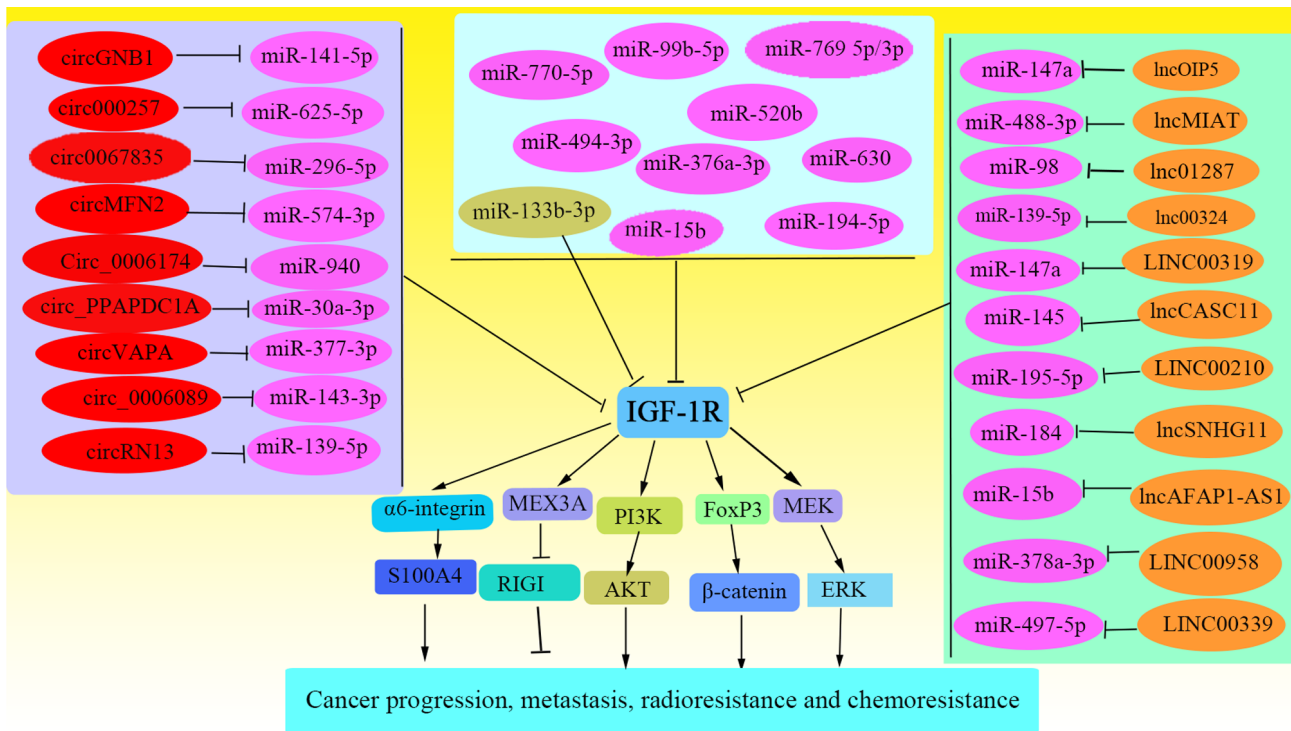 circGNB1
miR-141-5p
circ000257
miR-625-5p
circ0067835
miR-296-5p
circMFN2
miR-574-3p
Circ_0006174
miR-940
circ_PPAPDC1A
miR-30a-3p
circVAPA
miR-377-3p
circ_0006089
miR-143-3p
circRN13
miR-139-5p
miR-99b-5p
miR-769 5p/3p
miR-770-5p
miR-520b
miR-494-3p
miR-376a-3p
miR-630
miR-133b-3p
miR-15b
miR-194-5p
miR-147a
lncOIP5
miR-488-3p
lncMIAT
miR-98
lnc01287
miR-139-5p
lnc00324
miR-147a
LINC00319
miR-145
lncCASC11
miR-195-5p
LINC00210
miR-184
lncSNHG11
miR-15b
lncAFAP1-AS1
miR-378a-3p
LINC00958
miR-497-5p
LINC00339
IGF-1R
α6-integrin
MEX3A
PI3K
FoxP3
MEK
S100A4
RIGI
AKT
β-catenin
ERK
Cancer progression, metastasis, radioresistance and chemoresistance